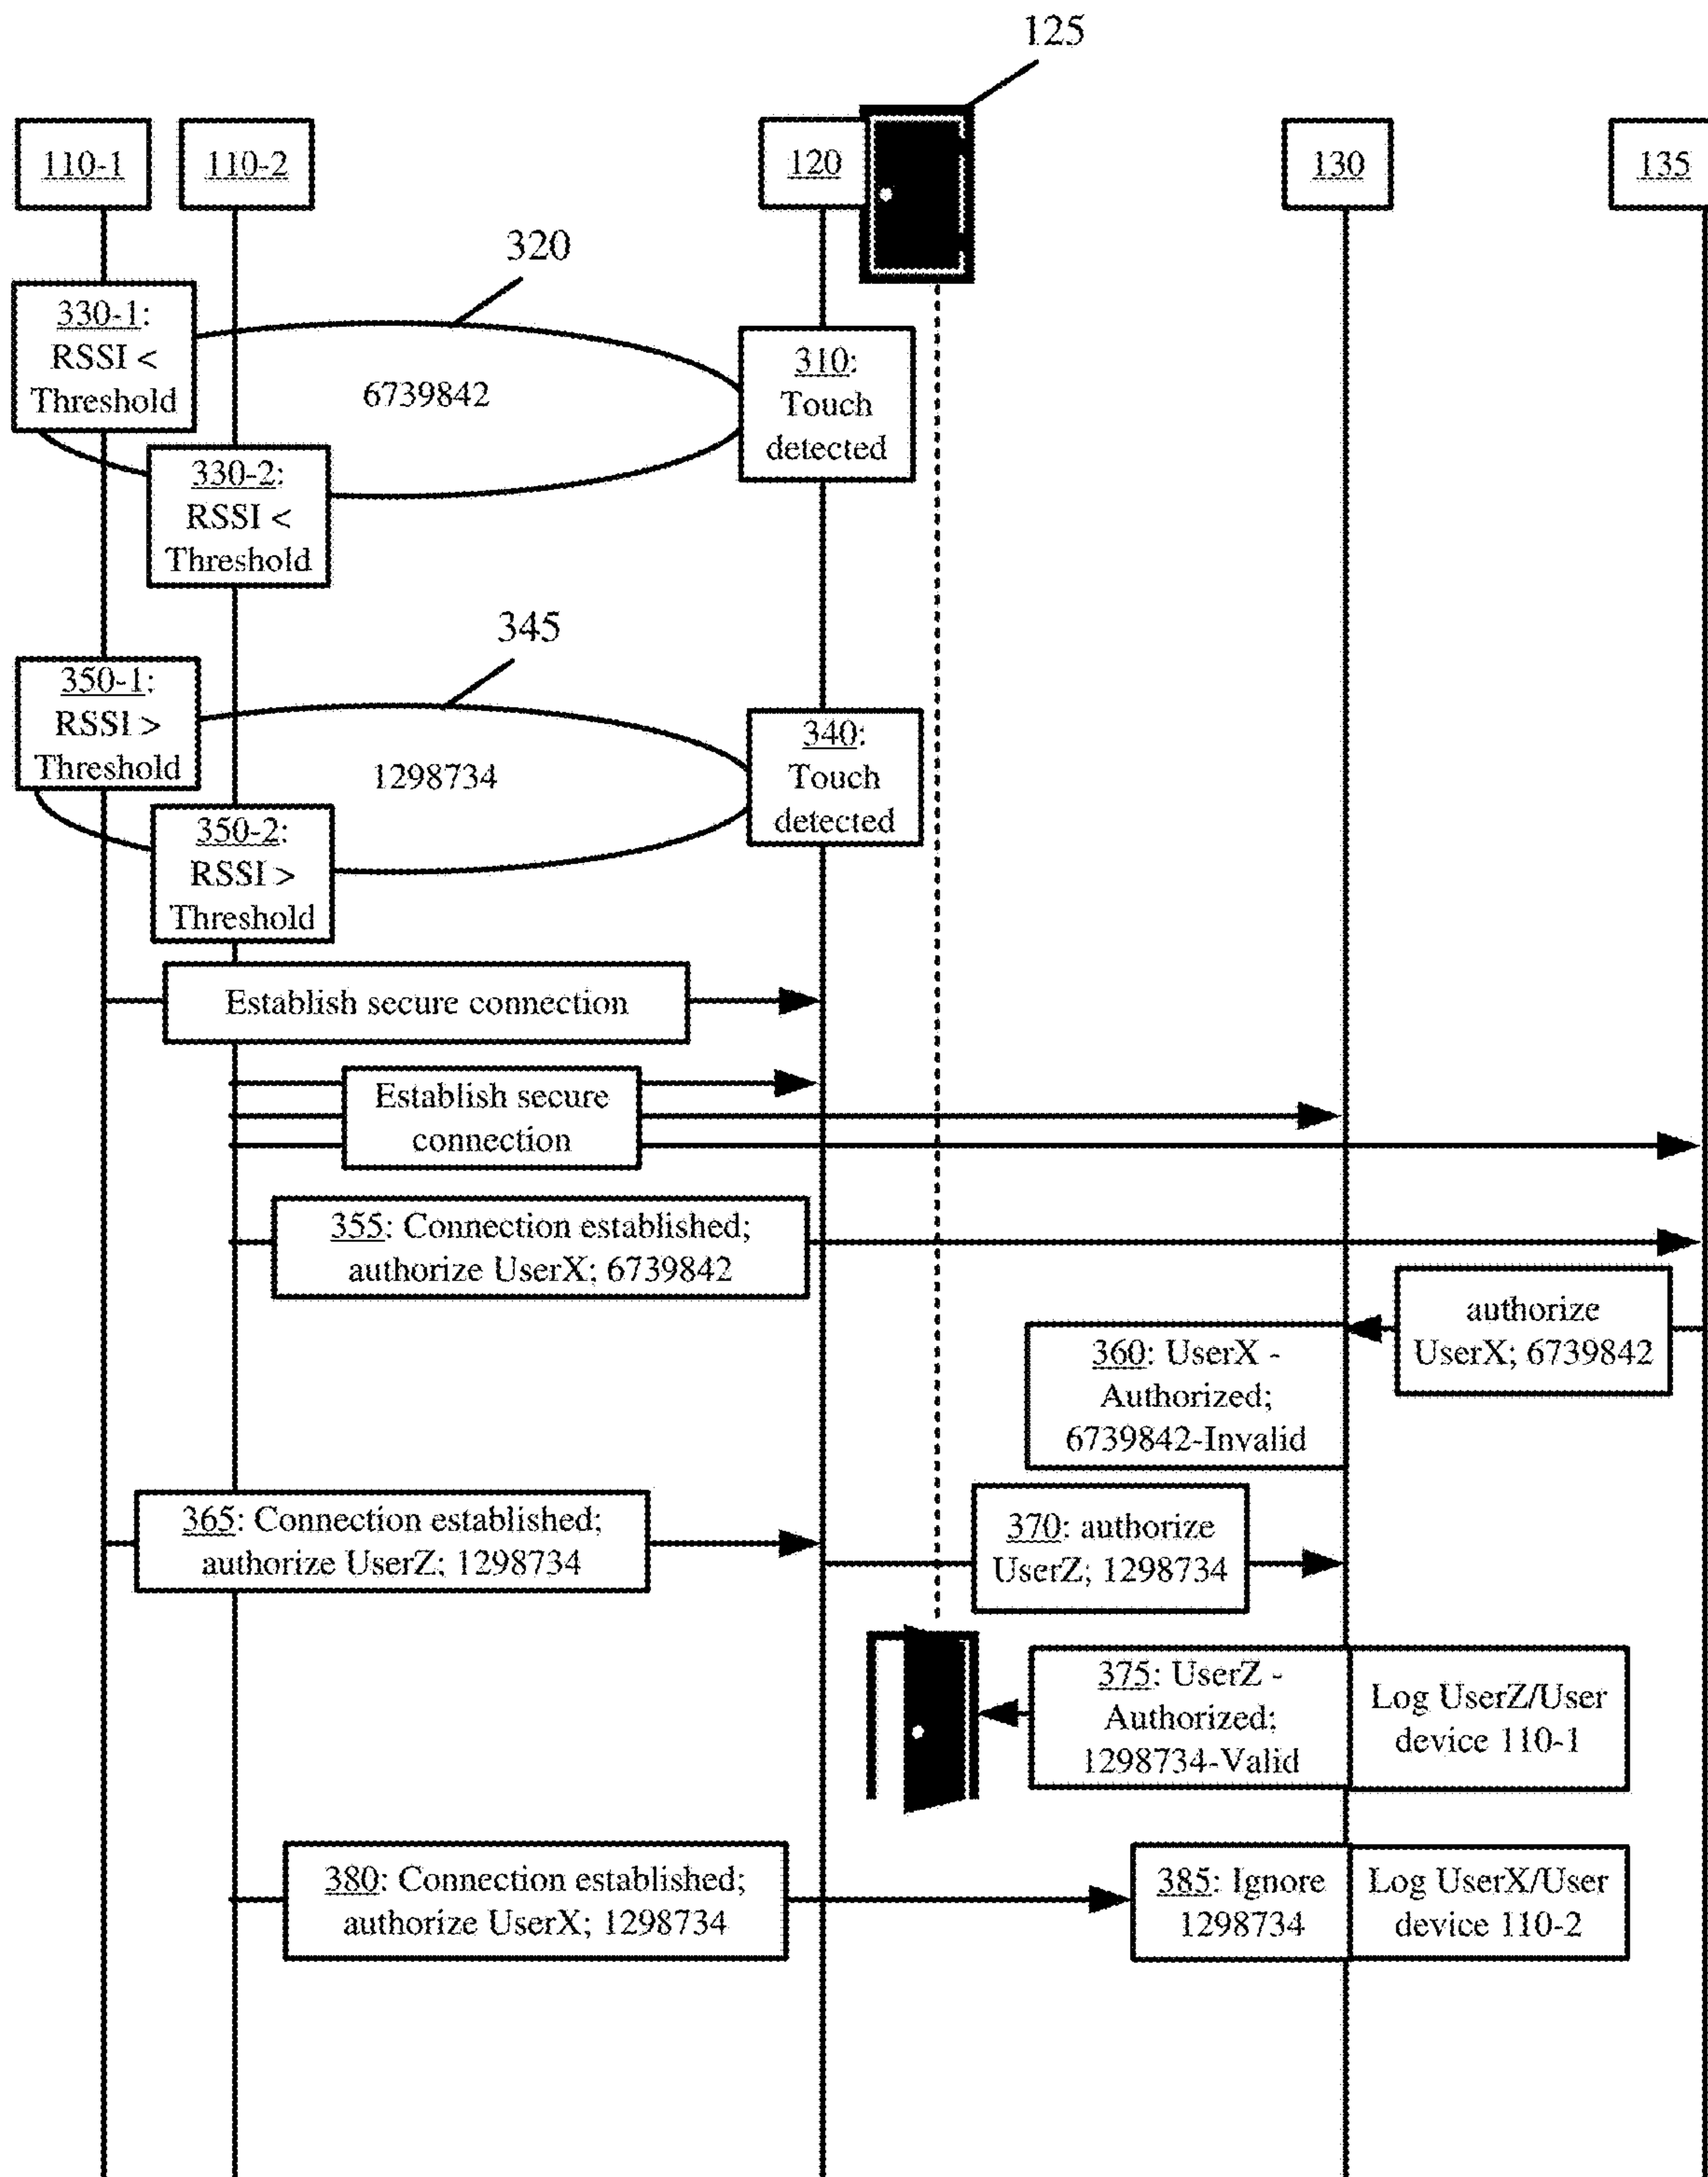 125
110-1
110-2
120
130
135
320
330-1:
RSSI <
Threshold
6739842
310:
Touch
detected
330-2:
RSSI <
Threshold
345
350-1:
RSSI >
Threshold
1298734
340:
Touch
detected
350-2:
RSSI >
Threshold
Establish secure connection
Establish secure
connection
355: Connection established;
authorize UserX; 6739842
authorize
UserX; 6739842
360: UserX -
Authorized;
6739842-Invalid
365: Connection established;
authorize UserZ; 1298734
370: authorize
UserZ; 1298734
375: UserZ -
Authorized;
1298734-Valid
Log UserZ/User
device 110-1
380: Connection established;
authorize UserX; 1298734
385: Ignore
1298734
Log UserX/User
device 110-2